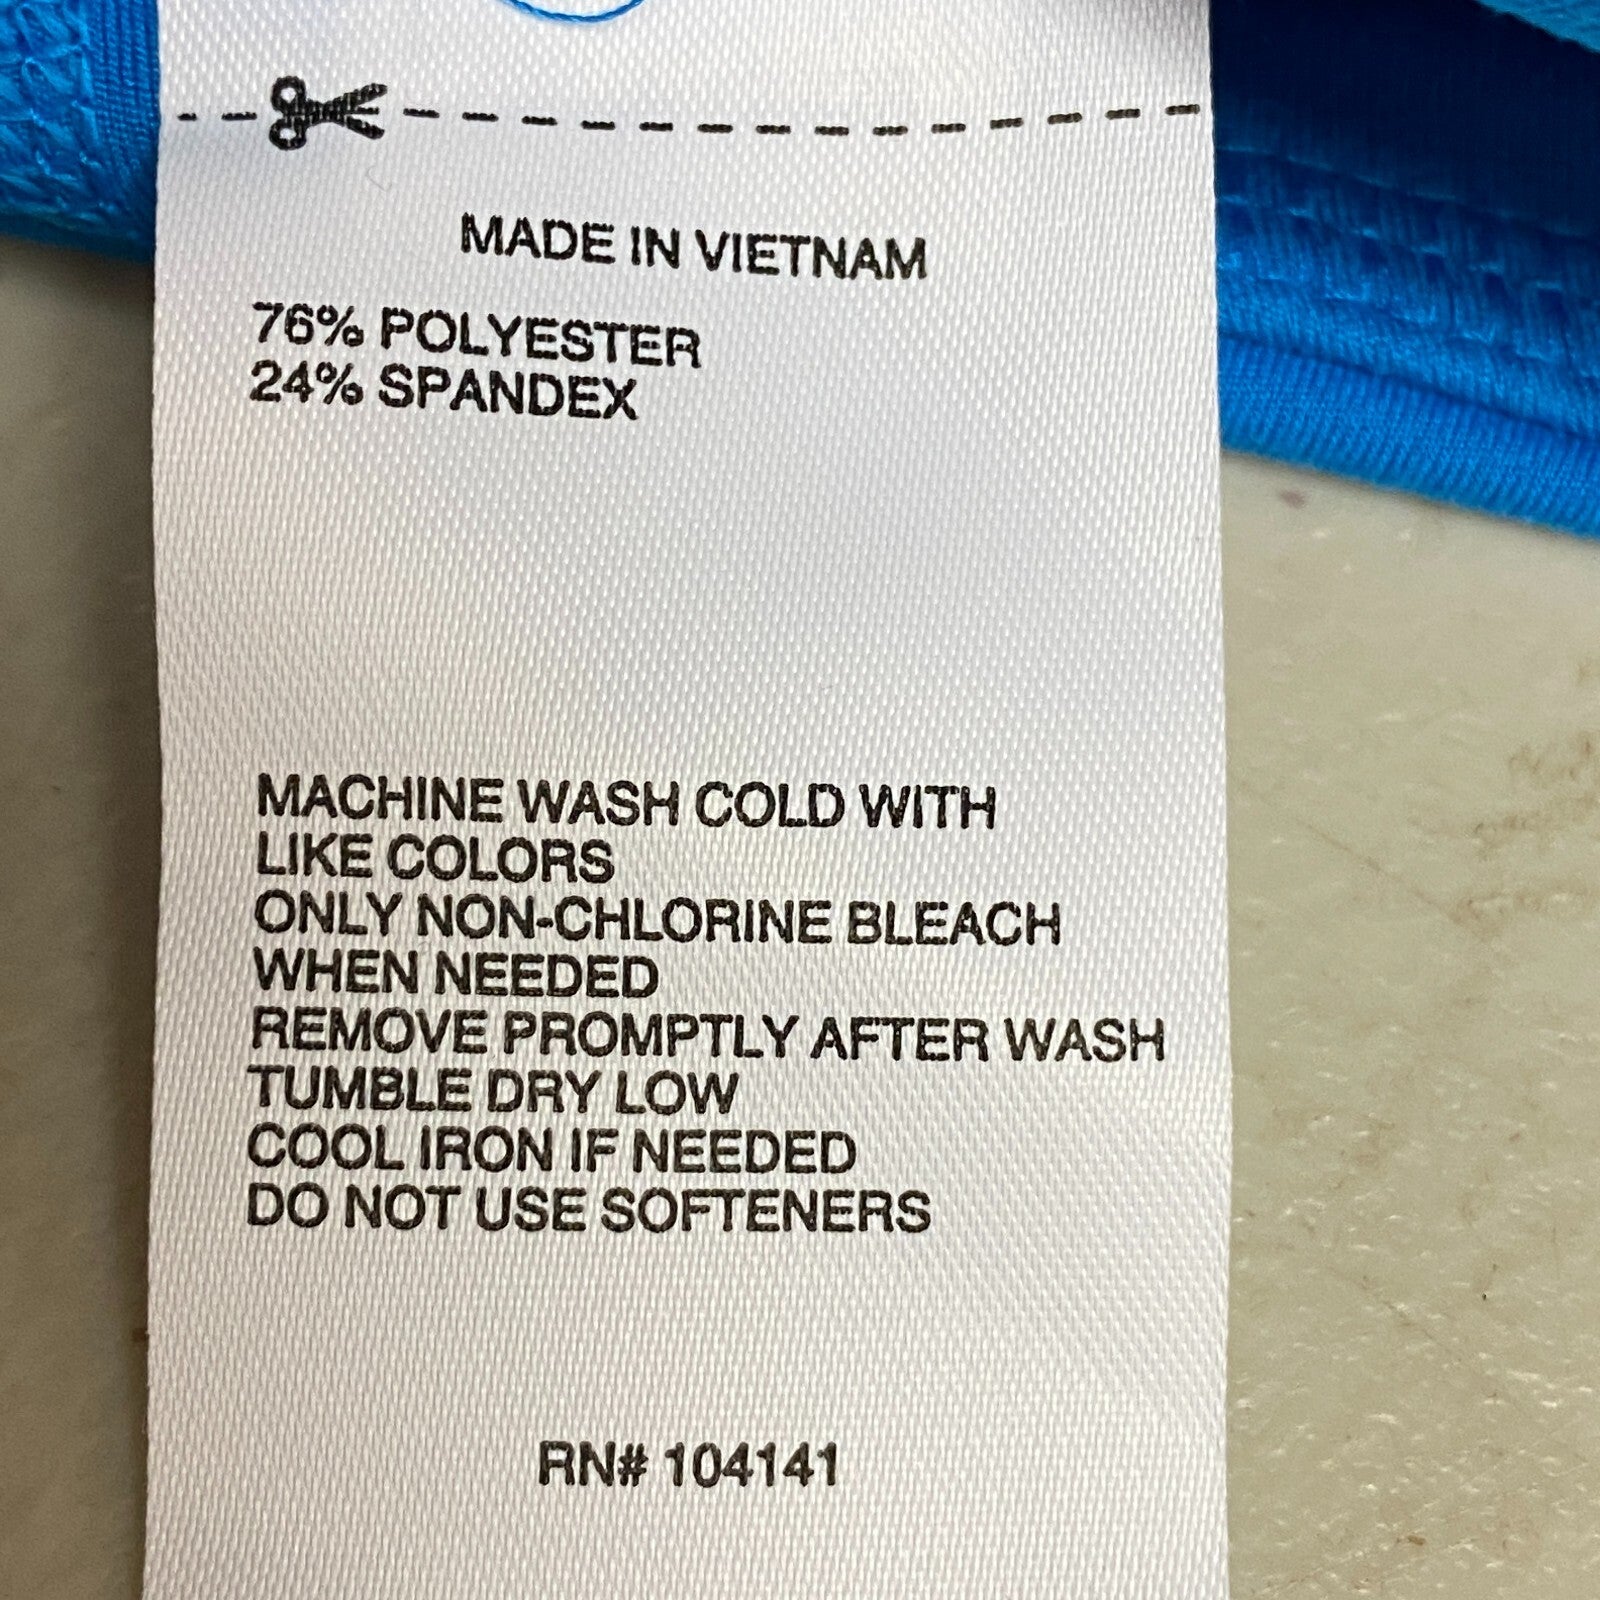 MADE IN VIETNAM
76% POLYESTER
24% SPANDEX
MACHINE WASH COLD WITH
LIKE COLORS
ONLY NON-CHLORINE BLEACH
WHEN NEEDED
REMOVE PROMPTLY AFTER WASH
TUMBLE DRY LOW
COOL IRON IF NEEDED
DO NOT USE SOFTENERS
RN# 104141